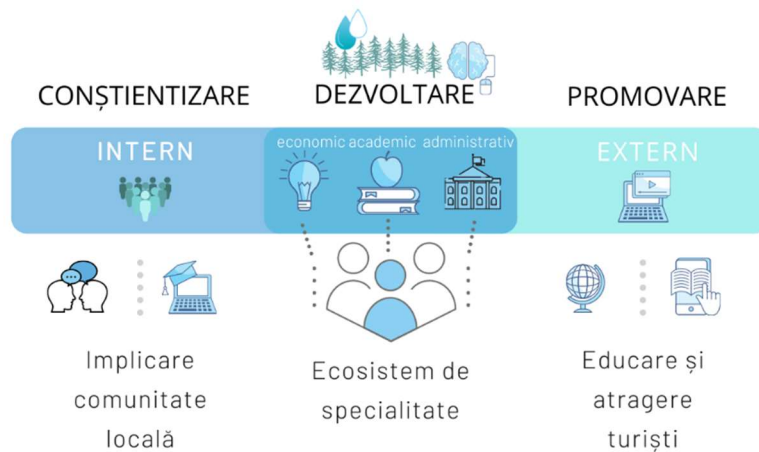 CONȘTIENTIZARE
DEZVOLTARE
PROMOVARE
INTERN
economic academic administrativ
EXTERN
Implicare
comunitate
locală
Ecosistem de
specialitate
Educare și
atragere
turiști